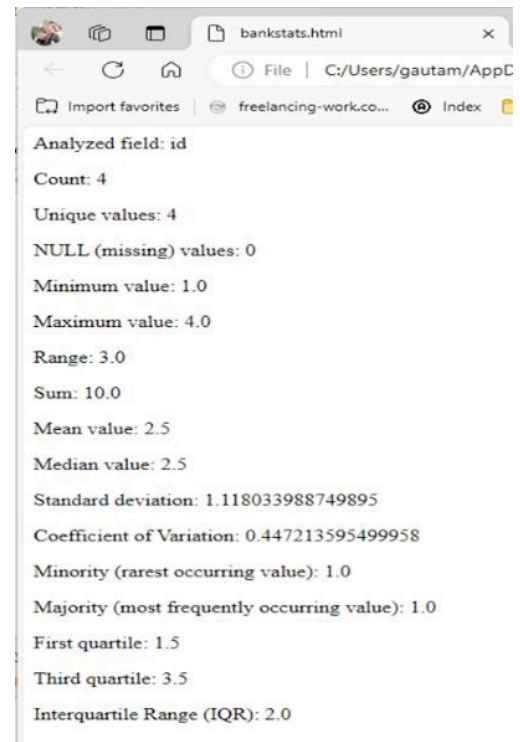 bankstats.html
File | C:/Users/gautam/AppD
Import favorites
freelancing-work.co...
Index
Analyzed field: id
Count: 4
Unique values: 4
NULL (missing) values: 0
Minimum value: 1.0
Maximum value: 4.0
Range: 3.0
Sum: 10.0
Mean value: 2.5
Median value: 2.5
Standard deviation: 1.118033988749895
Coefficient of Variation: 0.447213595499958
Minority (rarest occurring value): 1.0
Majority (most frequently occurring value): 1.0
First quartile: 1.5
Third quartile: 3.5
Interquartile Range (IQR): 2.0